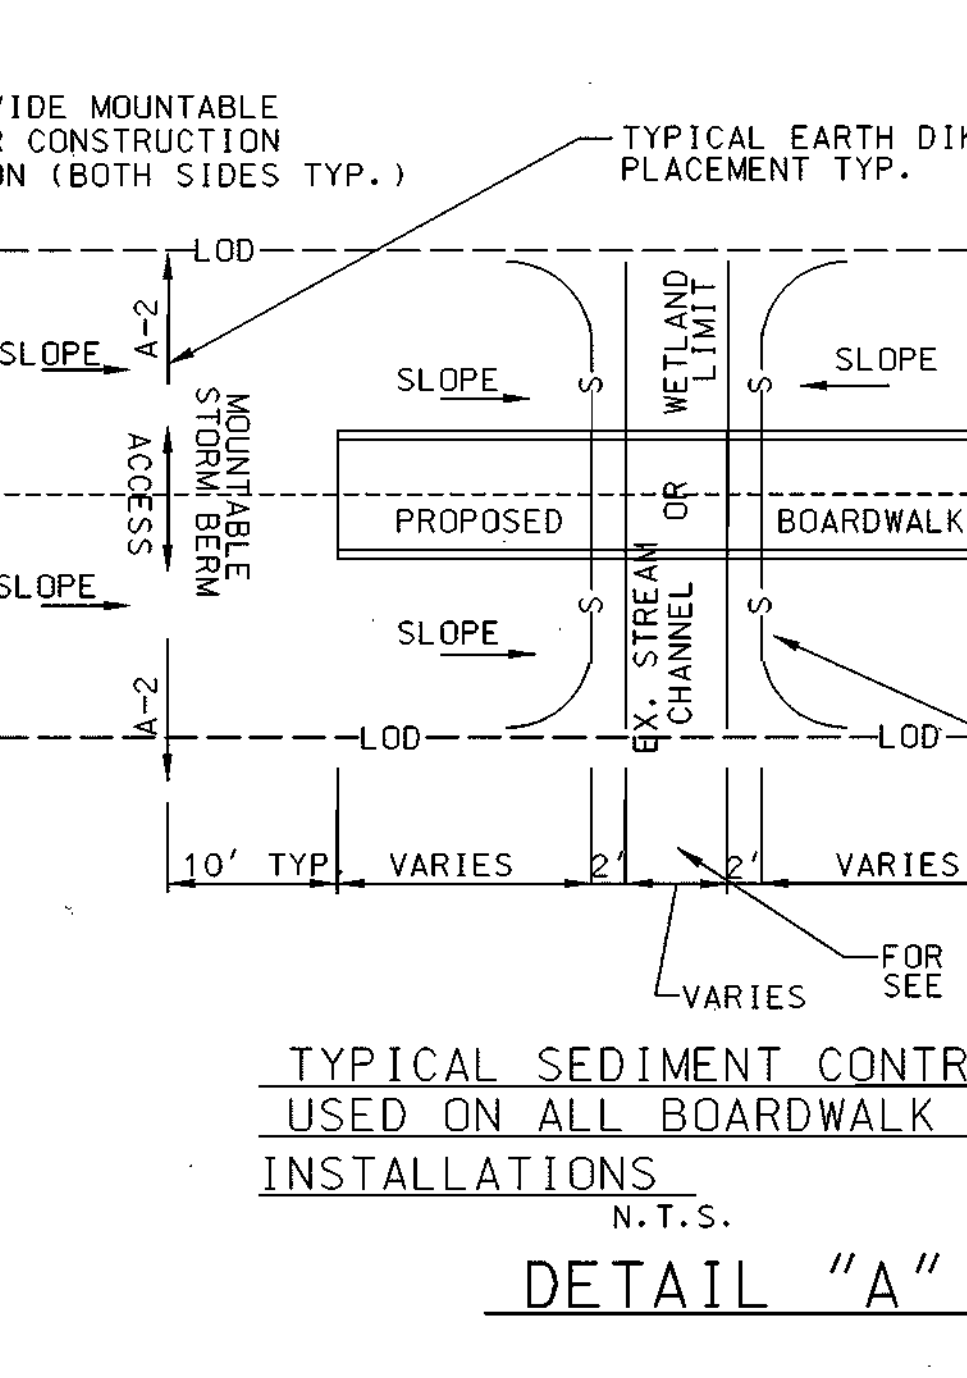 IDE MOUNTABLE
R CONSTRUCTION
ON (BOTH SIDES TYP.)
TYPICAL EARTH DIK
PLACEMENT TYP.
LOD
A-2
SLOPE
SLOPE
SLOPE
WETLAND
LIMIT
MOUNTABLE
STORM BERM
ACCESS
S
S
OR
PROPOSED
BOARDWALK
SLOPE
SLOPE
S
S
EX. STREAM
CHANNEL
A-2
LOD
LOD
10' TYP.
VARIES
2'
2'
VARIES
VARIES
FOR
SEE
TYPICAL SEDIMENT CONTR
USED ON ALL BOARDWALK
INSTALLATIONS
N.T.S.
DETAIL "A"